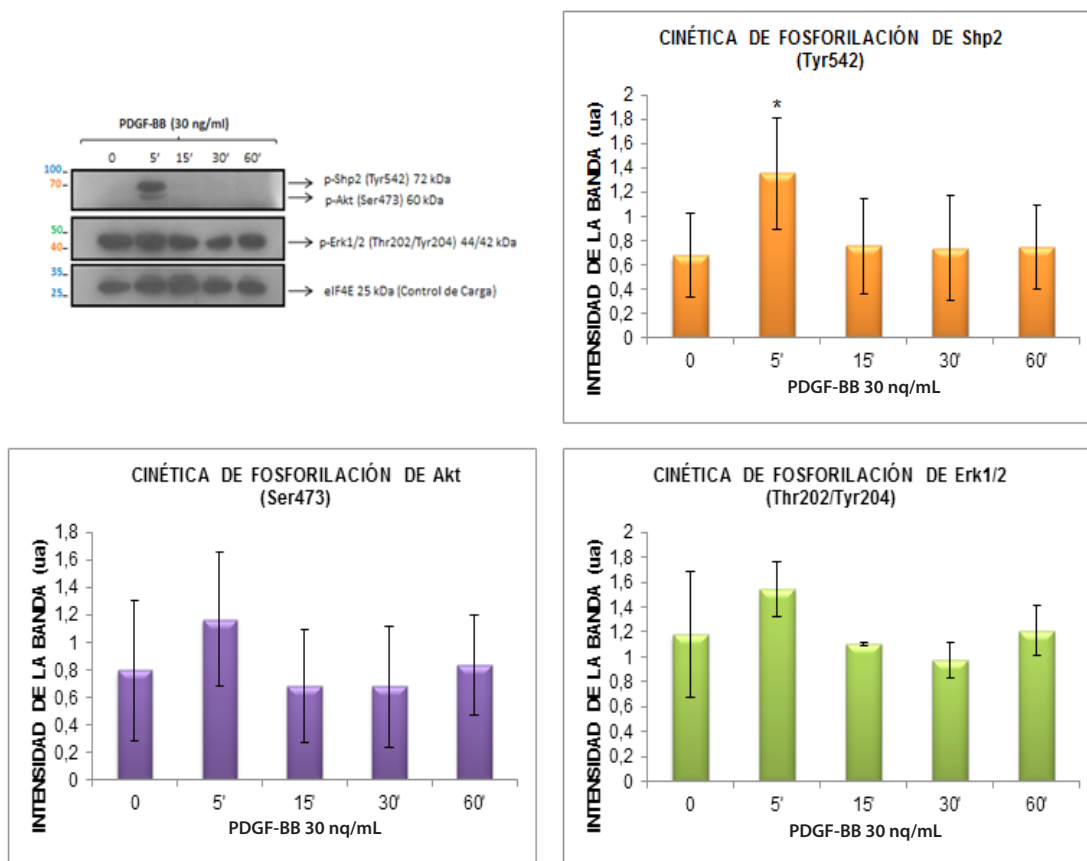 PDGF-BB (30 ng/ml)
0 5' 15' 30' 60'
100
70
p-Shp2 (Tyr542) 72 kDa
p-Akt (Ser473) 60 kDa
50
40
p-Erk1/2 (Thr202/Tyr204) 44/42 kDa
35
25
eIF4E 25 kDa (Control de Carga)
CINÉTICA DE FOSFORILACIÓN DE Shp2
(Tyr542)
INTENSIDAD DE LA BANDA (ua)
2
1,8
1,6
1,4
1,2
1
0,8
0,6
0,4
0,2
0
*
0 5' 15' 30' 60'
PDGF-BB 30 nq/mL
CINÉTICA DE FOSFORILACIÓN DE Akt
(Ser473)
INTENSIDAD DE LA BANDA (ua)
1,8
1,6
1,4
1,2
1
0,8
0,6
0,4
0,2
0
0 5' 15' 30' 60'
PDGF-BB 30 nq/mL
CINÉTICA DE FOSFORILACIÓN DE Erk1/2
(Thr202/Tyr204)
INTENSIDAD DE LA BANDA (ua)
2
1,8
1,6
1,4
1,2
1
0,8
0,6
0,4
0,2
0
0 5' 15' 30' 60'
PDGF-BB 30 nq/mL